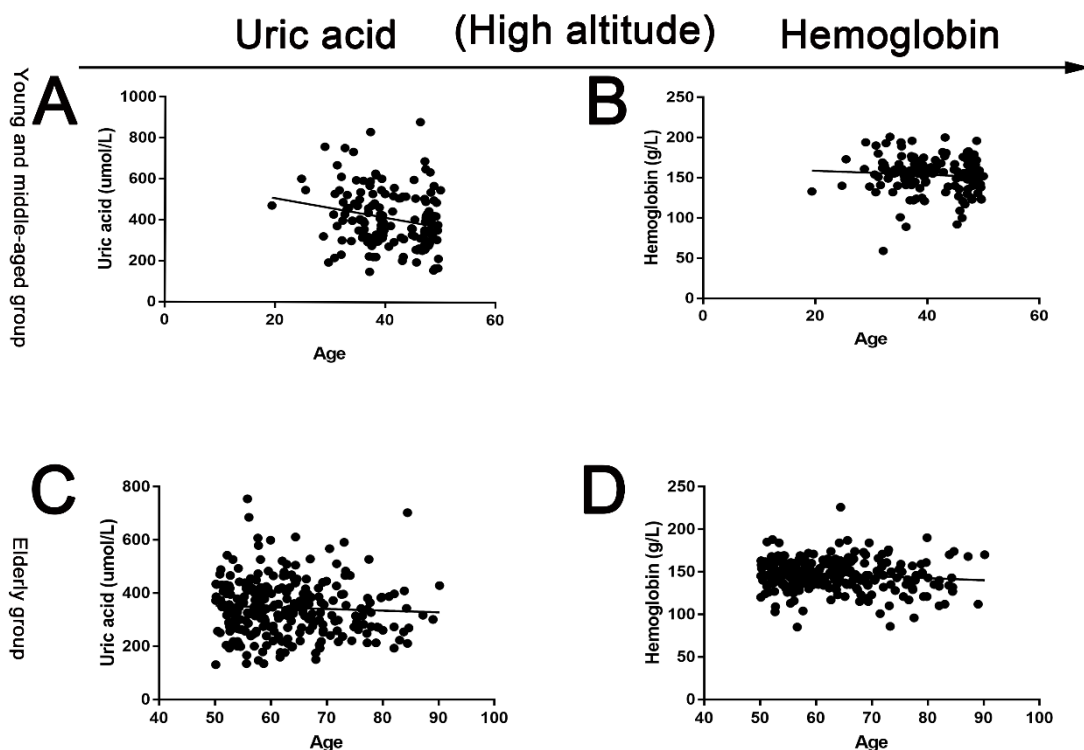 Uric acid (High altitude) Hemoglobin
Young and middle-aged group
A
1000
800
600
400
200
0
Uric acid (umol/L)
0 20 40 60
Age
B
250
200
150
100
50
0
Hemoglobin (g/L)
0 20 40 60
Age
Elderly group
C
800
600
400
200
0
Uric acid (umol/L)
40 50 60 70 80 90 100
Age
D
250
200
150
100
50
0
Hemoglobin (g/L)
40 50 60 70 80 90 100
Age